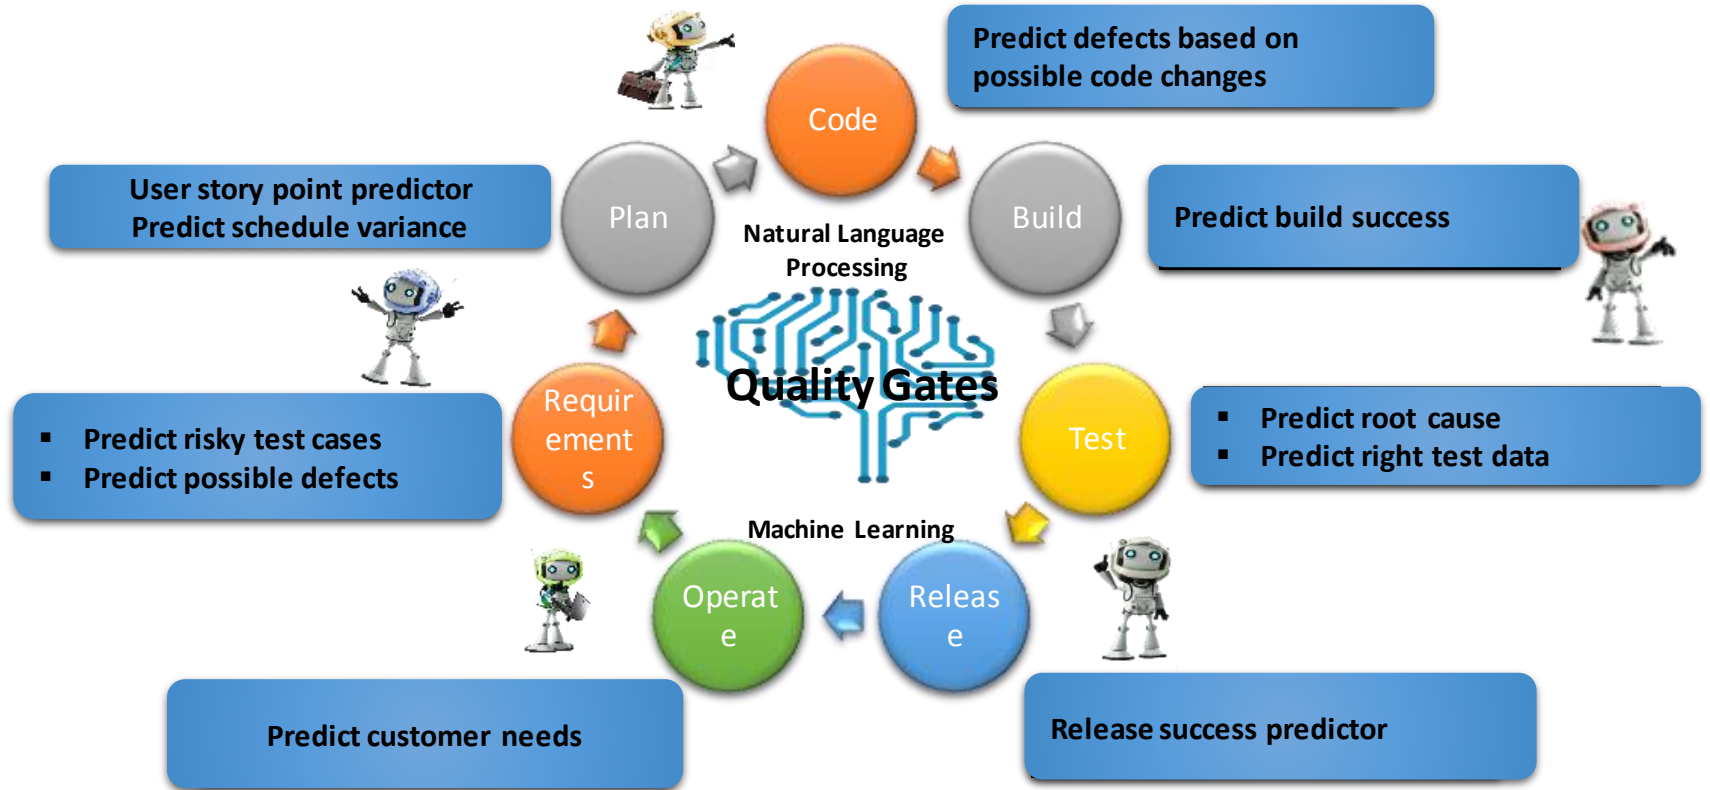 Predict defects based on
possible code changes
Code
User story point predictor
Predict schedule variance
Plan
Build
Predict build success
Natural Language
Processing
Quality Gates
Requir
ement
s
▪ Predict risky test cases
▪ Predict possible defects
Test
▪ Predict root cause
▪ Predict right test data
Machine Learning
Operat
e
Releas
e
Predict customer needs
Release success predictor